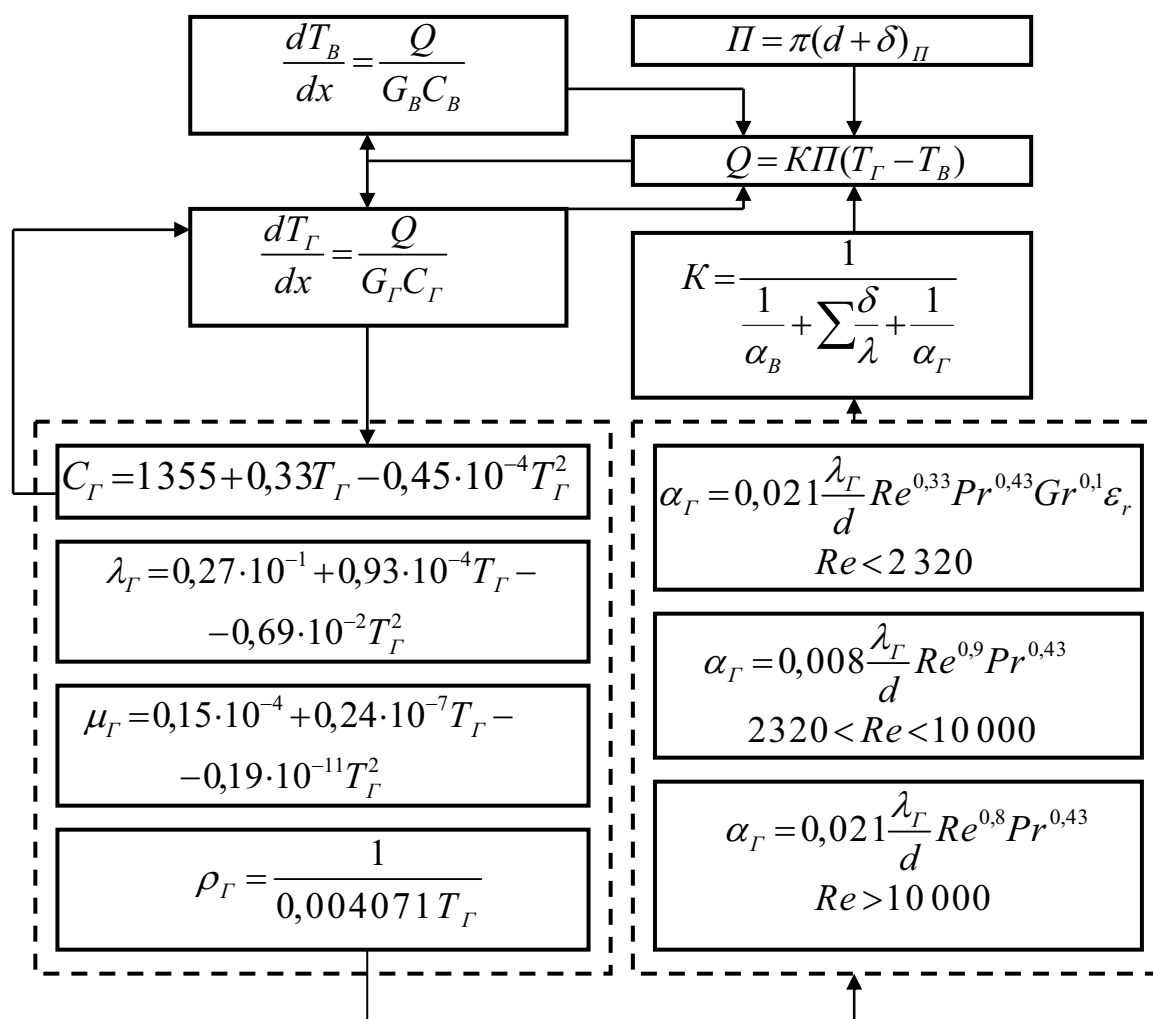 dT_В/dx = Q/(G_В C_В)
П = π(d + δ)_П
Q = КП(T_Г − T_В)
dT_Г/dx = Q/(G_Г C_Г)
К = 1/(1/α_В + ∑ δ/λ + 1/α_Г)
C_Г = 1355 + 0,33T_Г − 0,45·10^−4 T_Г^2
λ_Г = 0,27·10^−1 + 0,93·10^−4 T_Г −
−0,69·10^−2 T_Г^2
μ_Г = 0,15·10^−4 + 0,24·10^−7 T_Г −
−0,19·10^−11 T_Г^2
ρ_Г = 1/(0,004071 T_Г)
α_Г = 0,021 λ_Г/d Re^0,33 Pr^0,43 Gr^0,1 ε_r
Re < 2 320
α_Г = 0,008 λ_Г/d Re^0,9 Pr^0,43
2320 < Re < 10 000
α_Г = 0,021 λ_Г/d Re^0,8 Pr^0,43
Re > 10 000